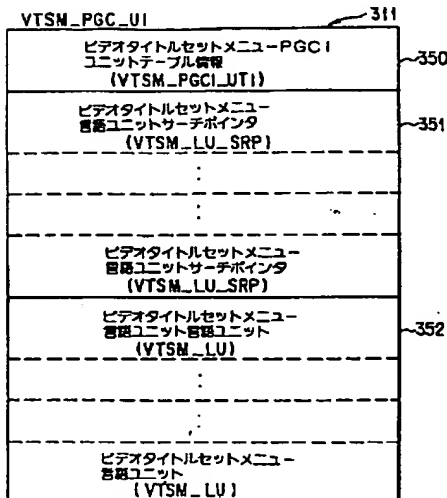 VTSM_PGC_UI
311
ビデオタイトルセットメニューPGCI
ユニットテーブル情報
(VTSM_PGCI_UTI)
350
ビデオタイトルセットメニュー
言語ユニットサーチポインタ
(VTSM_LU_SRP)
351
ビデオタイトルセットメニュー
言語ユニットサーチポインタ
(VTSM_LU_SRP)
ビデオタイトルセットメニュー
言語ユニット言語ユニット
(VTSM_LU)
352
ビデオタイトルセットメニュー
言語ユニット
(VTSM_LU)